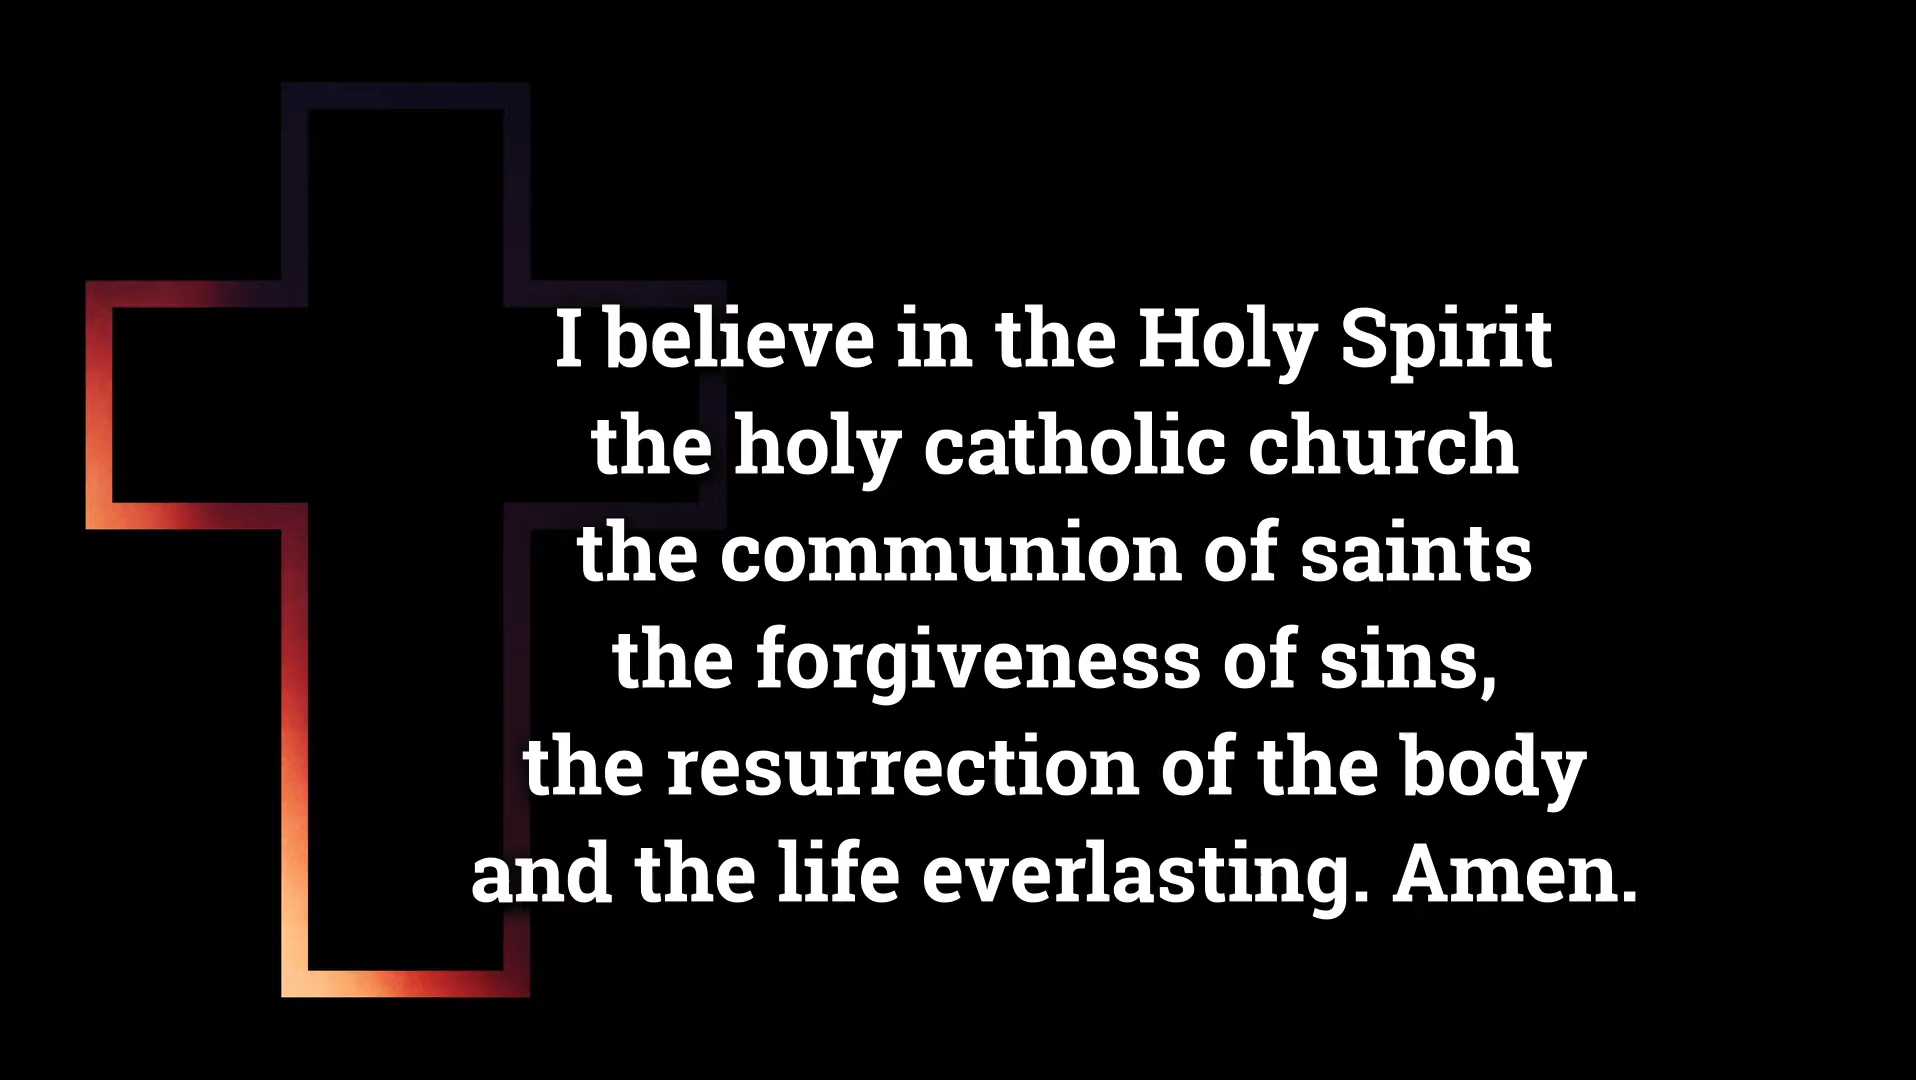 I believe in the Holy Spirit
the holy catholic church
the communion of saints
the forgiveness of sins,
the resurrection of the body
and the life everlasting. Amen.